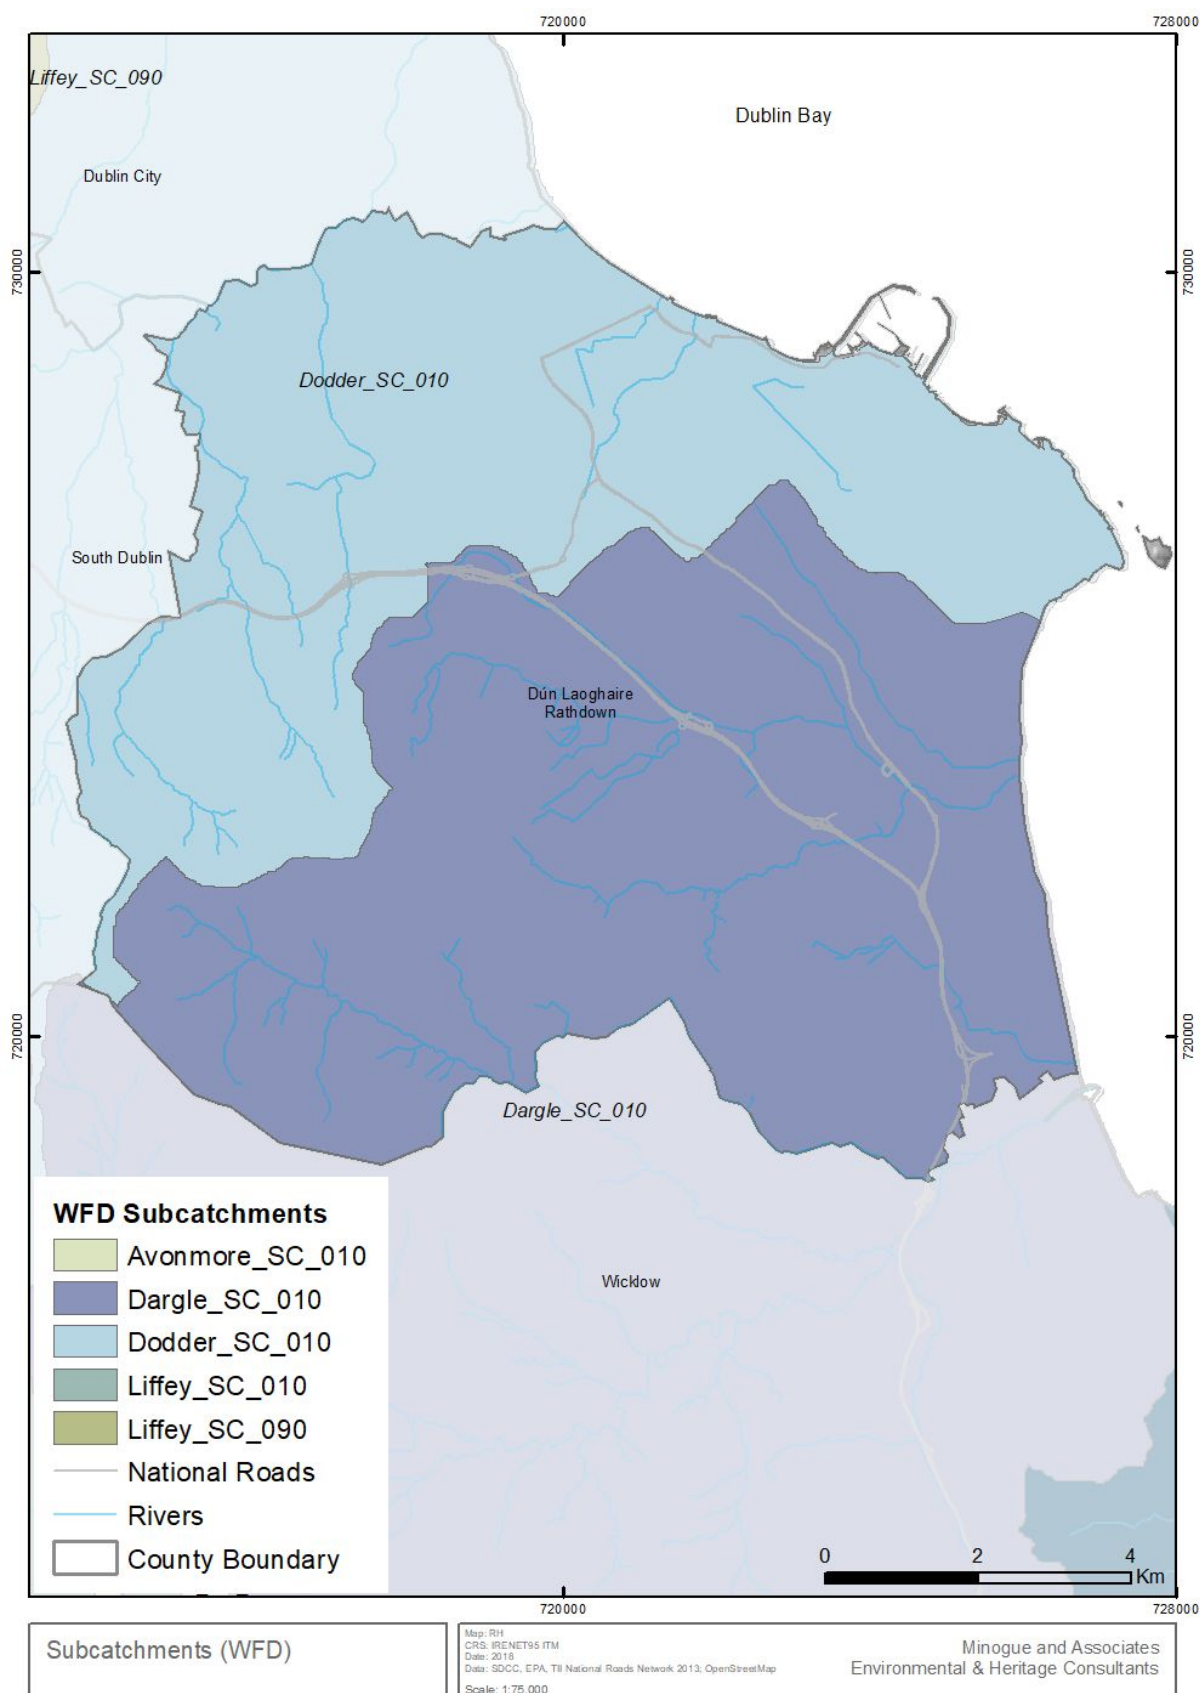 720000
728000
Liffey_SC_090
Dublin Bay
Dublin City
730000
730000
Dodder_SC_010
South Dublin
Dún Laoghaire
Rathdown
720000
720000
Dargle_SC_010
Wicklow
WFD Subcatchments
Avonmore_SC_010
Dargle_SC_010
Dodder_SC_010
Liffey_SC_010
Liffey_SC_090
National Roads
Rivers
County Boundary
0 2 4
Km
720000
728000
Subcatchments (WFD)
Map: RH
CRS: IRENET95 ITM
Date: 2018
Data: SDCC, EPA, TII National Roads Network 2013, OpenStreetMap
Scale: 1:75,000
Minogue and Associates
Environmental & Heritage Consultants